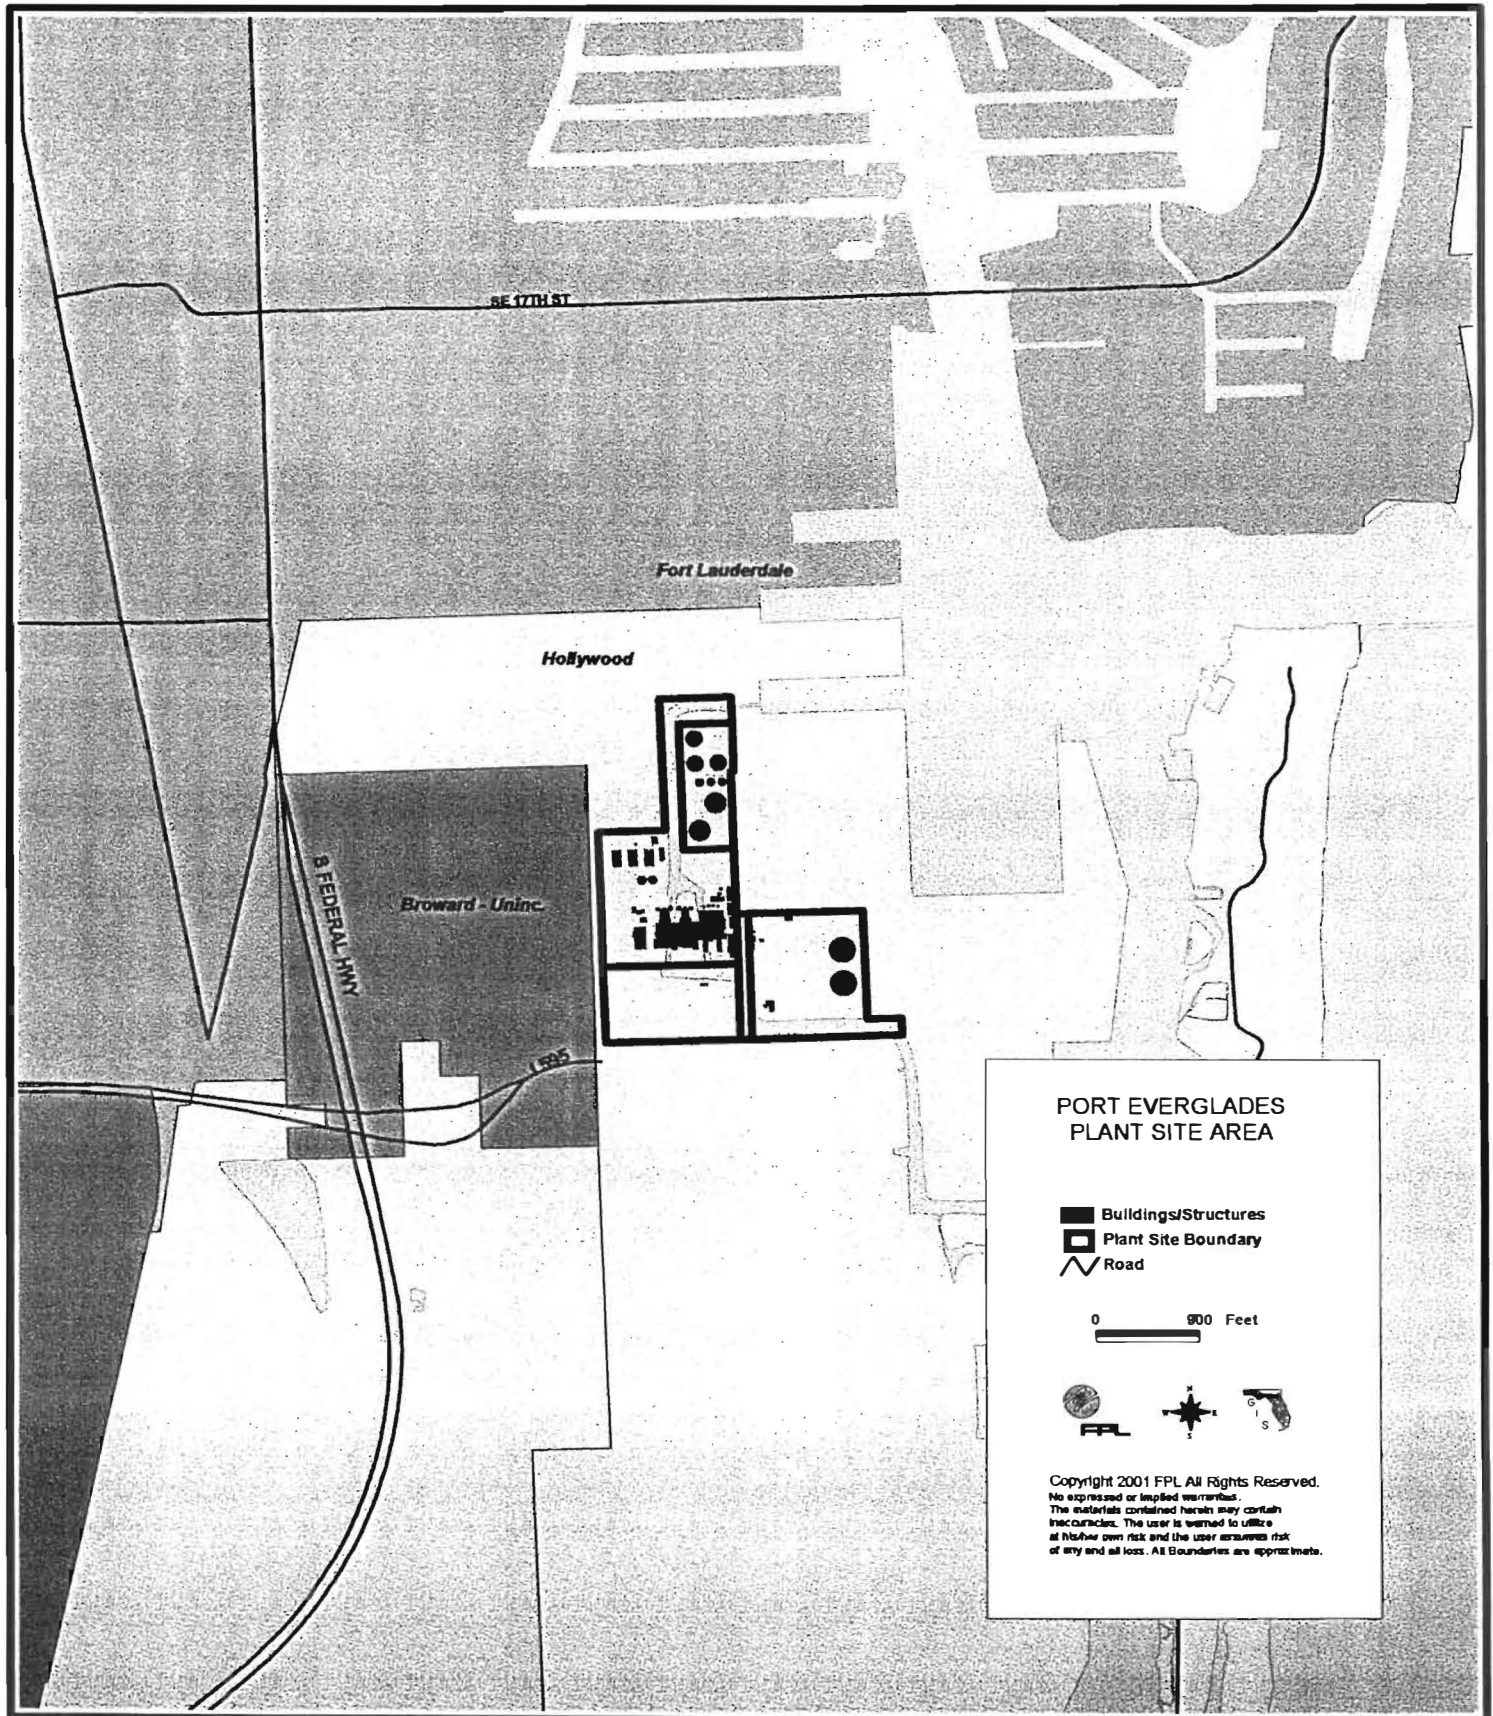 SE 17TH ST
Fort Lauderdale
Hollywood
S FEDERAL HWY
Broward - Uninc.
I 595
PORT EVERGLADES
PLANT SITE AREA
Buildings/Structures
Plant Site Boundary
Road
0 900 Feet
N
W E
S
FPL
G
I
S
Copyright 2001 FPL All Rights Reserved.
No expressed or implied warranties.
The materials contained herein may contain
inaccuracies. The user is warned to utilize
at his/her own risk and the user assumes risk
of any and all loss. All Boundaries are approximate.